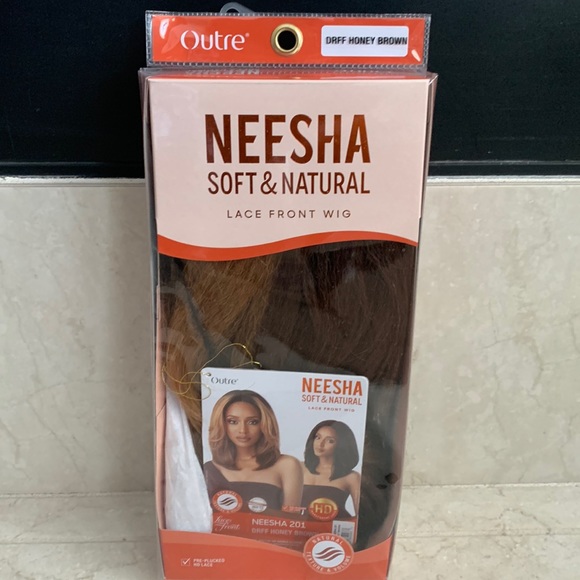 Outre®
DRFF HONEY BROWN
NEESHA
SOFT & NATURAL
LACE FRONT WIG
Outre®
NEESHA
SOFT & NATURAL
LACE FRONT WIG
HD
NEESHA 201
DRFF HONEY BROWN
PRE-PLUCKED
HD LACE
NATURAL